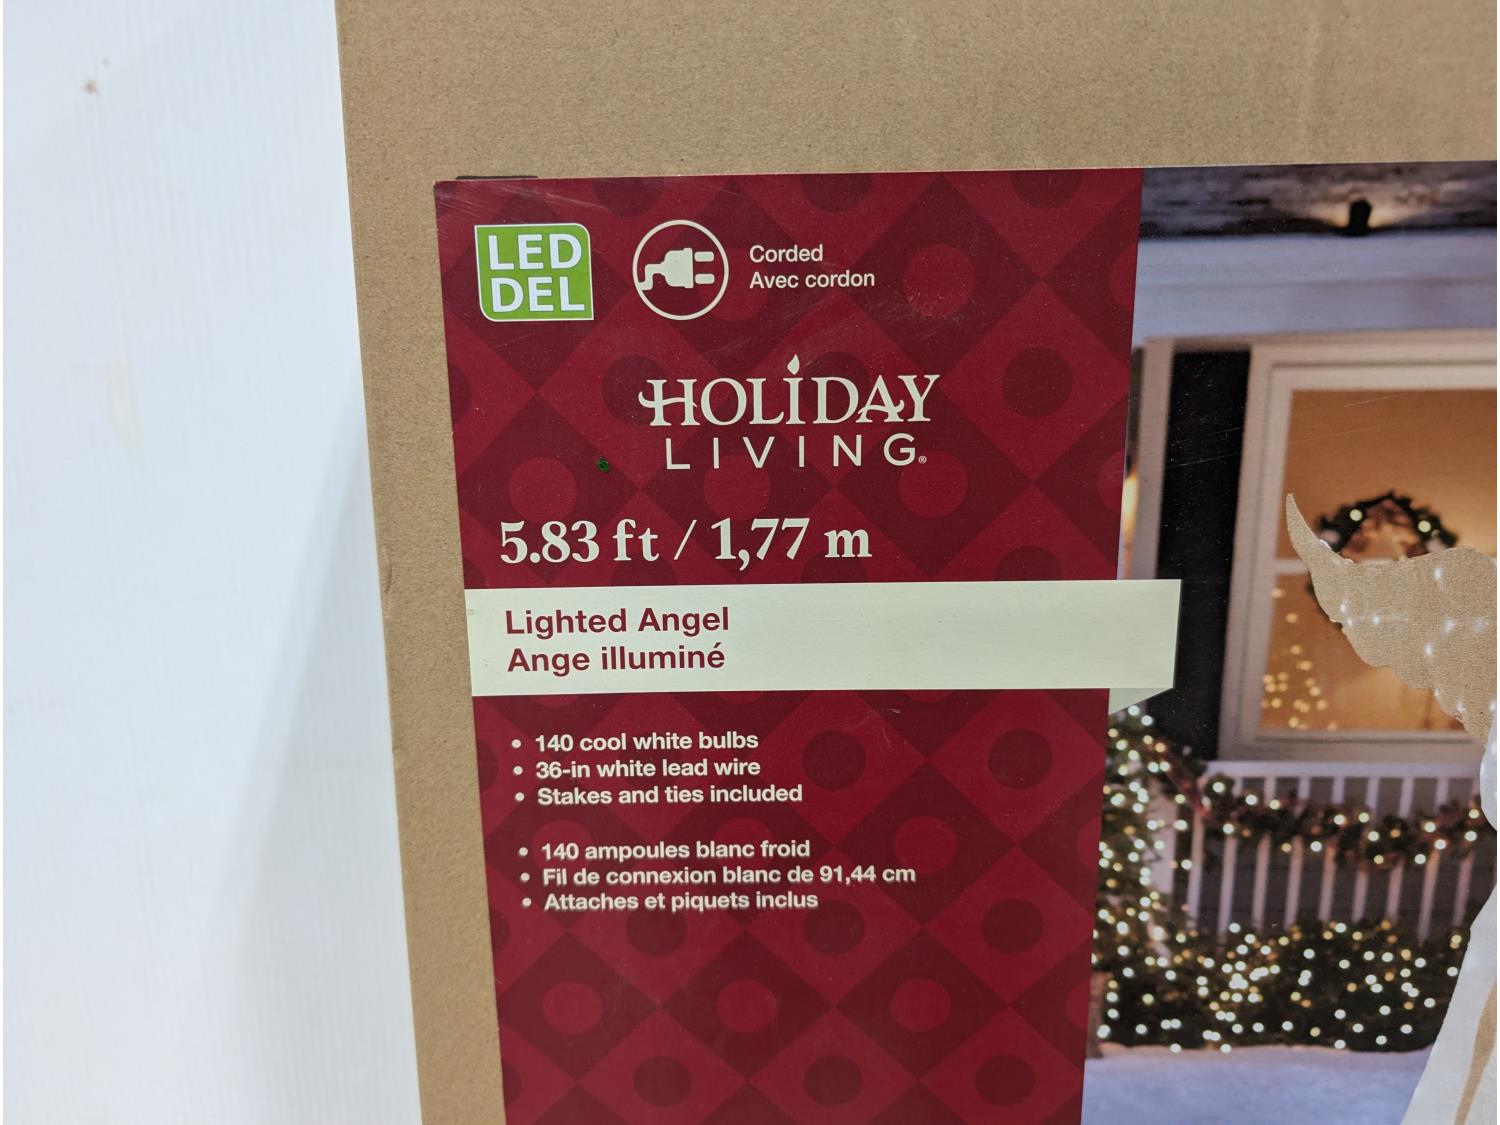 LED
DEL
Corded
Avec cordon
HOLIDAY
LIVING®
5.83 ft / 1,77 m
Lighted Angel
Ange illuminé
• 140 cool white bulbs
• 36-in white lead wire
• Stakes and ties included
• 140 ampoules blanc froid
• Fil de connexion blanc de 91,44 cm
• Attaches et piquets inclus